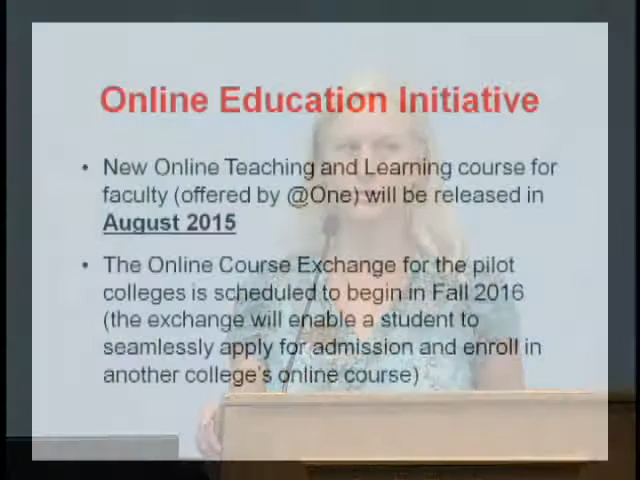 Online Education Initiative
• New Online Teaching and Learning course for
faculty (offered by @One) will be released in
August 2015
• The Online Course Exchange for the pilot
colleges is scheduled to begin in Fall 2016
(the exchange will enable a student to
seamlessly apply for admission and enroll in
another college's online course)